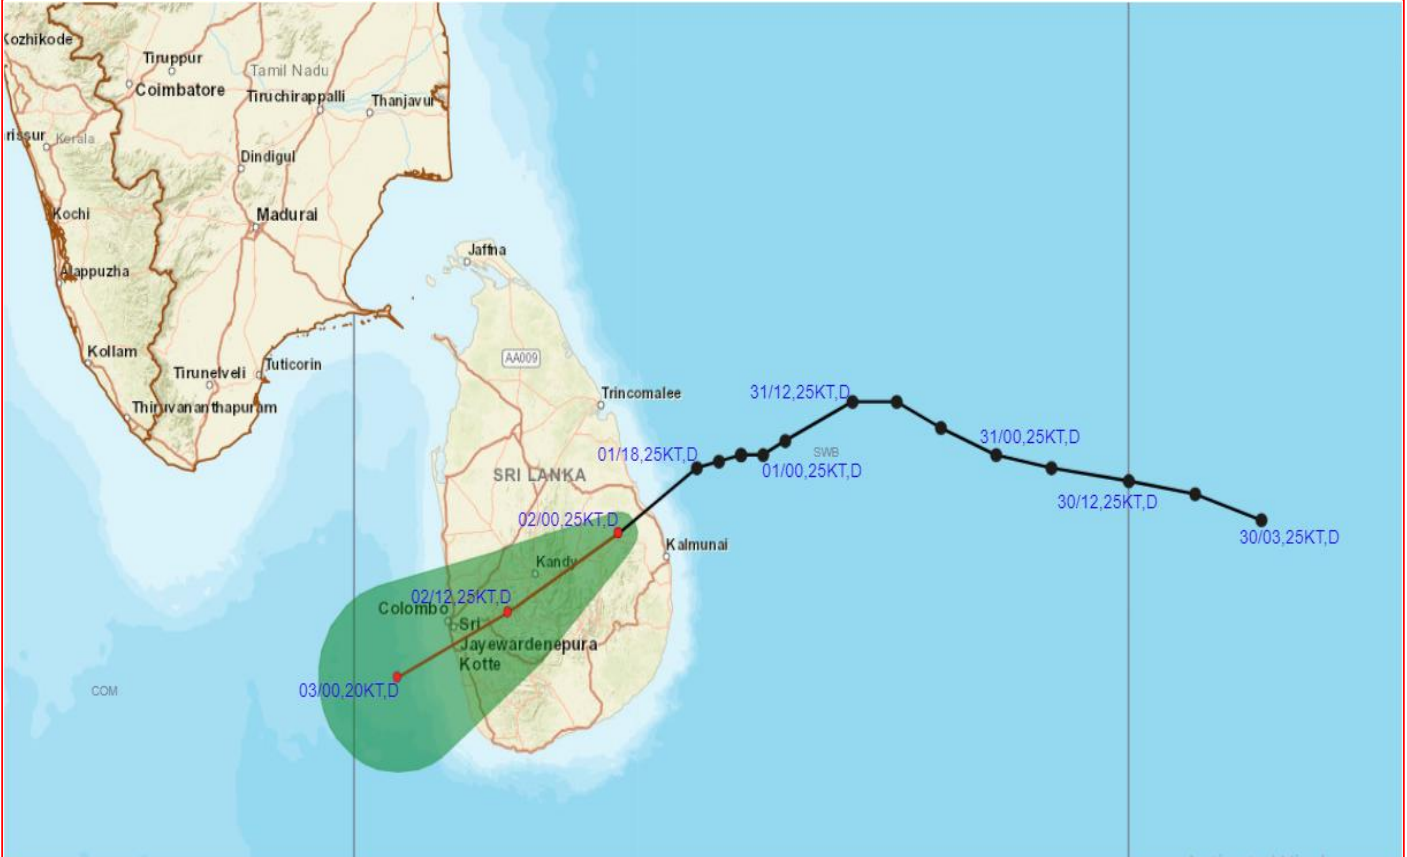 Kozhikode
Tiruppur
Tamil Nadu
Coimbatore
Tiruchirappalli
Thanjavur
rissur
Kerala
Dindigul
Kochi
Madurai
Jaffna
Alappuzha
Kollam
AA009
Tirunelveli
Tuticorin
Thiruvananthapuram
Trincomalee
31/12,25KT,D
31/00,25KT,D
01/18,25KT,D
SWB
01/00,25KT,D
SRI LANKA
30/12,25KT,D
02/00,25KT,D
30/03,25KT,D
Kalmunai
Kandy
02/12,25KT,D
Colombo
Sri
Jayewardenepura
Kotte
03/00,20KT,D
COM